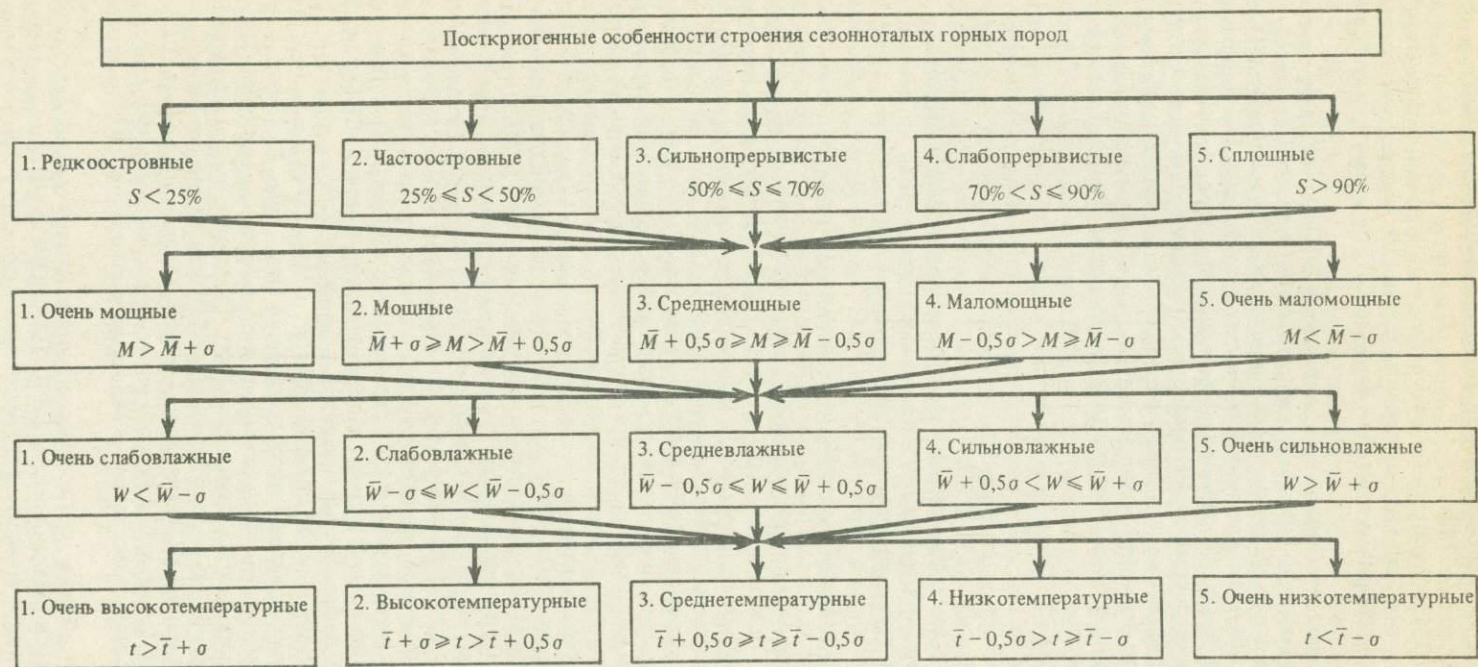 Посткриогенные особенности строения сезонноталых горных пород
1. Редкоостровные
S < 25%
2. Частоостровные
25% ⩽ S < 50%
3. Сильнопрерывистые
50% ⩽ S ⩽ 70%
4. Слабопрерывистые
70% < S ⩽ 90%
5. Сплошные
S > 90%
1. Очень мощные
M > M̅ + σ
2. Мощные
M̅ + σ ⩾ M > M̅ + 0,5σ
3. Среднемощные
M̅ + 0,5σ ⩾ M ⩾ M̅ − 0,5σ
4. Маломощные
M − 0,5σ > M ⩾ M̅ − σ
5. Очень маломощные
M < M̅ − σ
1. Очень слабовлажные
W < W̅ − σ
2. Слабовлажные
W̅ − σ ⩽ W < W̅ − 0,5σ
3. Средневлажные
W̅ − 0,5σ ⩽ W ⩽ W̅ + 0,5σ
4. Сильновлажные
W̅ + 0,5σ < W ⩽ W̅ + σ
5. Очень сильновлажные
W > W̅ + σ
1. Очень высокотемпературные
t > t̅ + σ
2. Высокотемпературные
t̅ + σ ⩾ t > t̅ + 0,5σ
3. Среднетемпературные
t̅ + 0,5σ ⩾ t ⩾ t̅ − 0,5σ
4. Низкотемпературные
t̅ − 0,5σ > t ⩾ t̅ − σ
5. Очень низкотемпературные
t < t̅ − σ